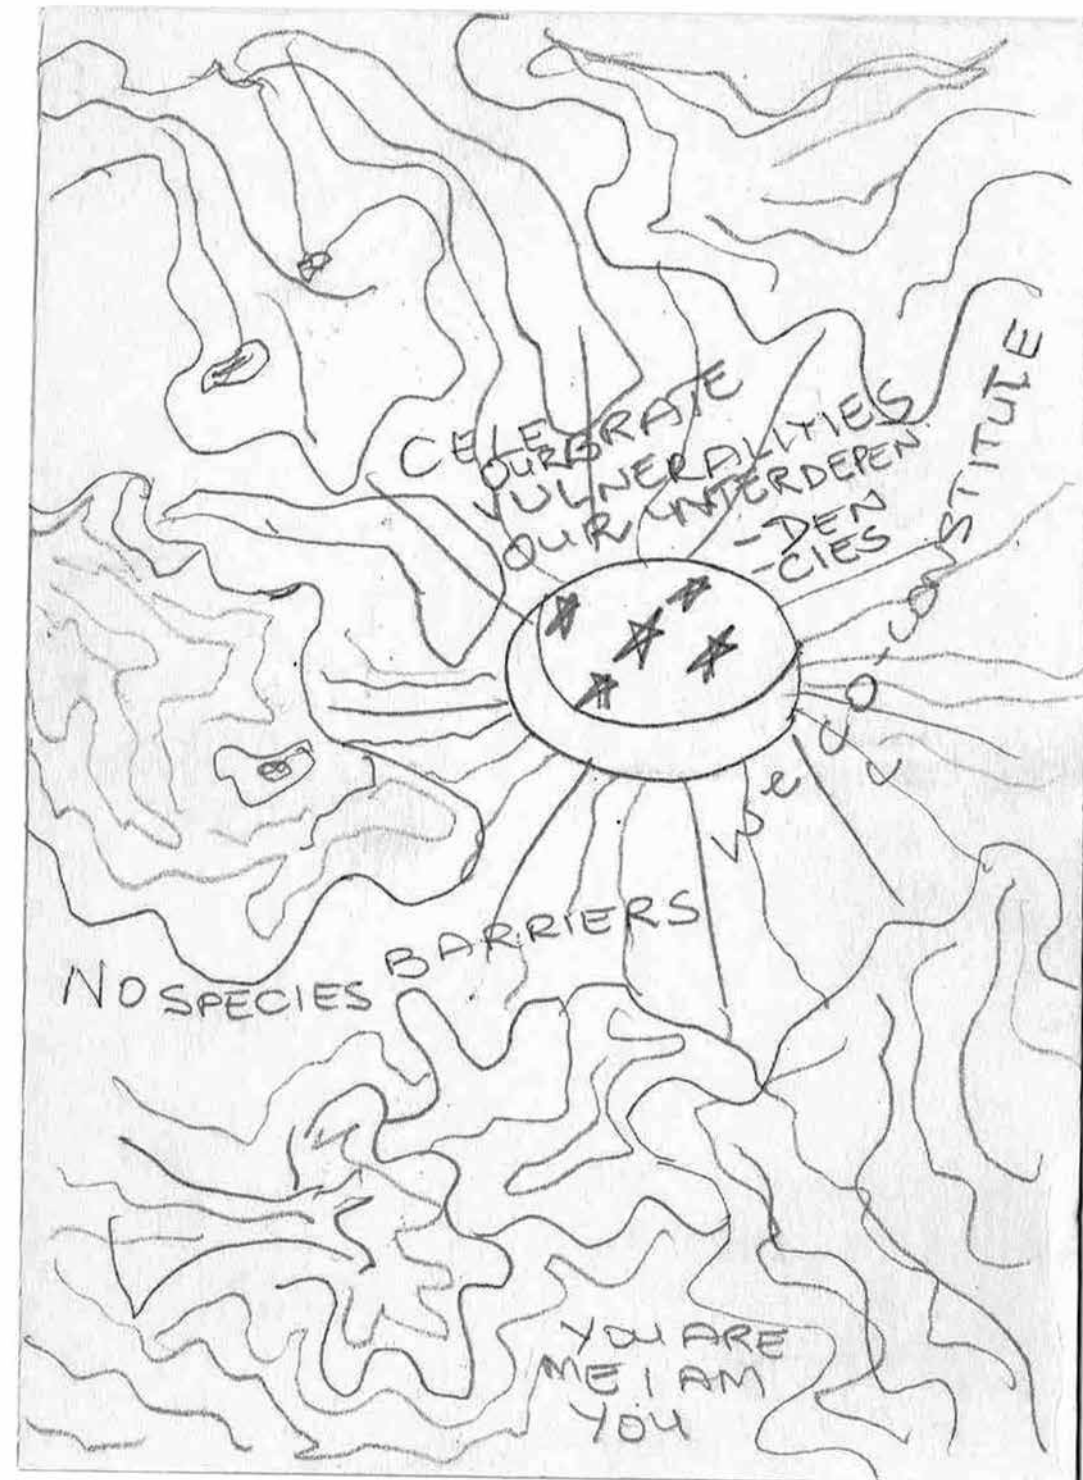 CELEBRATE
OUR
VULNERALITIES
OUR INTERDEPEN
-DEN
-CIES
WE CO-CONSTITUTE
NO SPECIES BARRIERS
YOU ARE
ME I AM
YOU